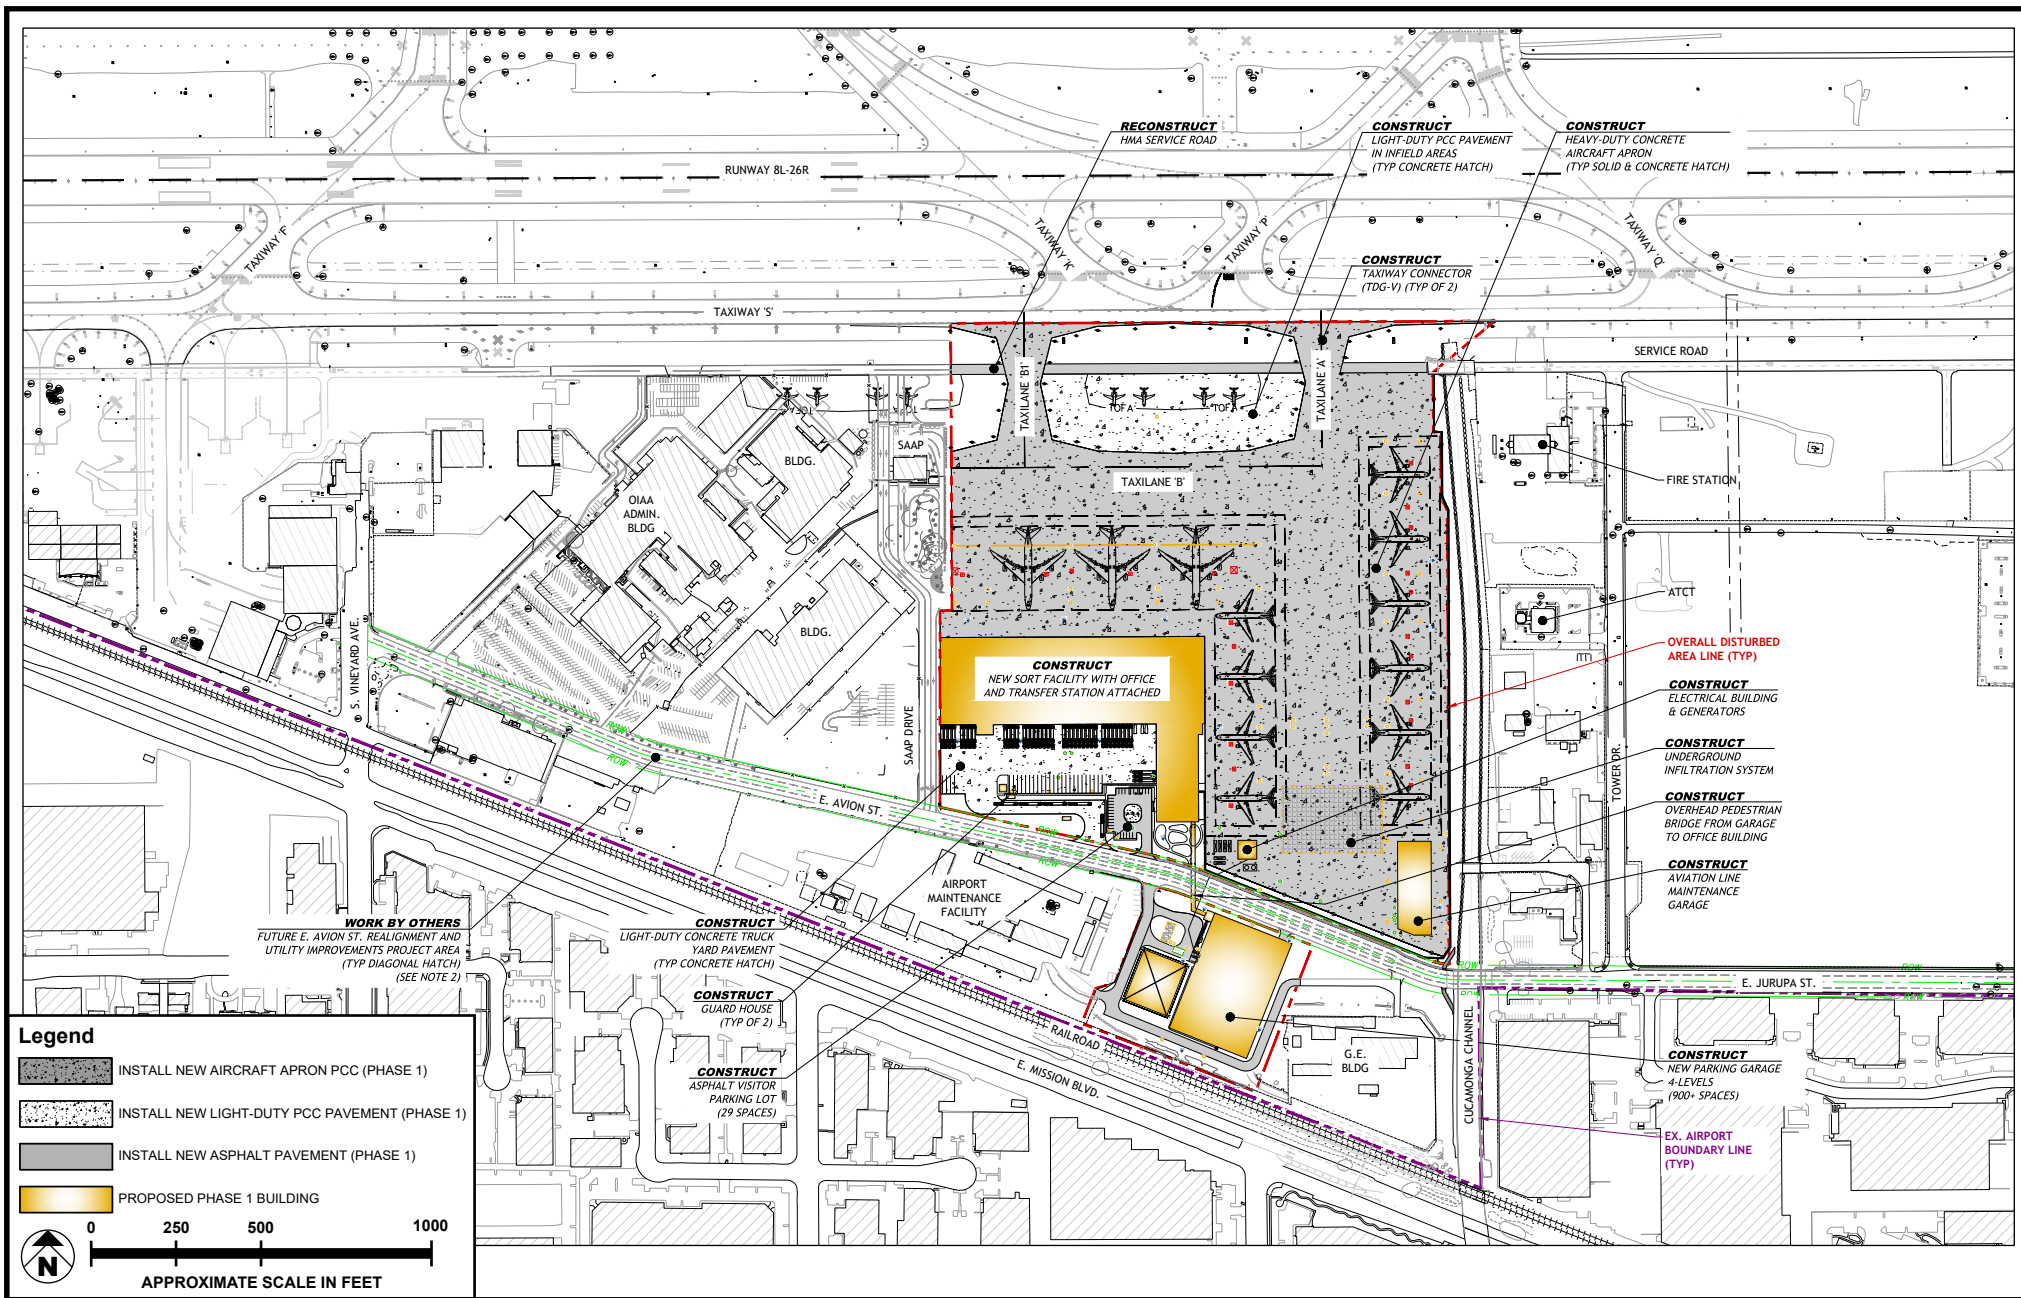 RECONSTRUCT
HMA SERVICE ROAD
CONSTRUCT
LIGHT-DUTY PCC PAVEMENT
IN INFIELD AREAS
(TYP CONCRETE HATCH)
CONSTRUCT
HEAVY-DUTY CONCRETE
AIRCRAFT APRON
(TYP SOLID & CONCRETE HATCH)
RUNWAY 8L-26R
TAXIWAY 'F'
TAXIWAY 'K'
TAXIWAY 'P'
TAXIWAY 'Q'
CONSTRUCT
TAXIWAY CONNECTOR
(TDG-V) (TYP OF 2)
TAXIWAY 'S'
SERVICE ROAD
TAXILANE 'B1'
TAXILANE 'A'
TOFA
TOFA
TOFA
SAAP
BLDG.
TAXILANE 'B'
FIRE STATION
OIAA
ADMIN.
BLDG
ATCT
BLDG.
S. VINEYARD AVE.
OVERALL DISTURBED
AREA LINE (TYP)
CONSTRUCT
NEW SORT FACILITY WITH OFFICE
AND TRANSFER STATION ATTACHED
CONSTRUCT
ELECTRICAL BUILDING
& GENERATORS
ROW
ROW
SAAP DRIVE
CONSTRUCT
UNDERGROUND
INFILTRATION SYSTEM
TOWER DR.
E. AVION ST.
CONSTRUCT
OVERHEAD PEDESTRIAN
BRIDGE FROM GARAGE
TO OFFICE BUILDING
ROW
ROW
CONSTRUCT
AVIATION LINE
MAINTENANCE
GARAGE
AIRPORT
MAINTENANCE
FACILITY
WORK BY OTHERS
FUTURE E. AVION ST. REALIGNMENT AND
UTILITY IMPROVEMENTS PROJECT AREA
(TYP DIAGONAL HATCH)
(SEE NOTE 2)
CONSTRUCT
LIGHT-DUTY CONCRETE TRUCK
YARD PAVEMENT
(TYP CONCRETE HATCH)
ROW
ROW
ROW
ROW
E. JURUPA ST.
CONSTRUCT
GUARD HOUSE
(TYP OF 2)
RAILROAD
E. MISSION BLVD.
CUCAMONGA CHANNEL
G.E.
BLDG
CONSTRUCT
NEW PARKING GARAGE
4-LEVELS
(900+ SPACES)
CONSTRUCT
ASPHALT VISITOR
PARKING LOT
(29 SPACES)
EX. AIRPORT
BOUNDARY LINE
(TYP)
Legend
INSTALL NEW AIRCRAFT APRON PCC (PHASE 1)
INSTALL NEW LIGHT-DUTY PCC PAVEMENT (PHASE 1)
INSTALL NEW ASPHALT PAVEMENT (PHASE 1)
PROPOSED PHASE 1 BUILDING
0 250 500 1000
N
APPROXIMATE SCALE IN FEET